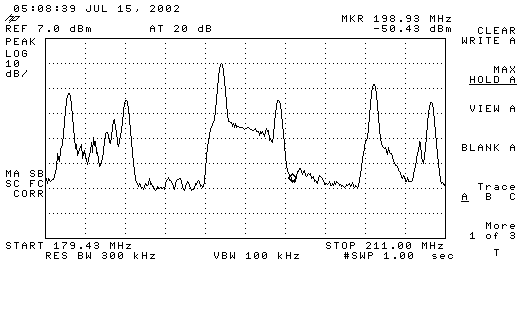 05:08:39 JUL 15, 2002
hp
MKR 198.93 MHz
REF 7.0 dBm AT 20 dB -50.43 dBm
PEAK
LOG
10
dB/
MA SB
SC FC
CORR
START 179.43 MHz STOP 211.00 MHz
RES BW 300 kHz VBW 100 kHz #SWP 1.00 sec
CLEAR
WRITE A
MAX
HOLD A
VIEW A
BLANK A
Trace
A B C
More
1 of 3
T